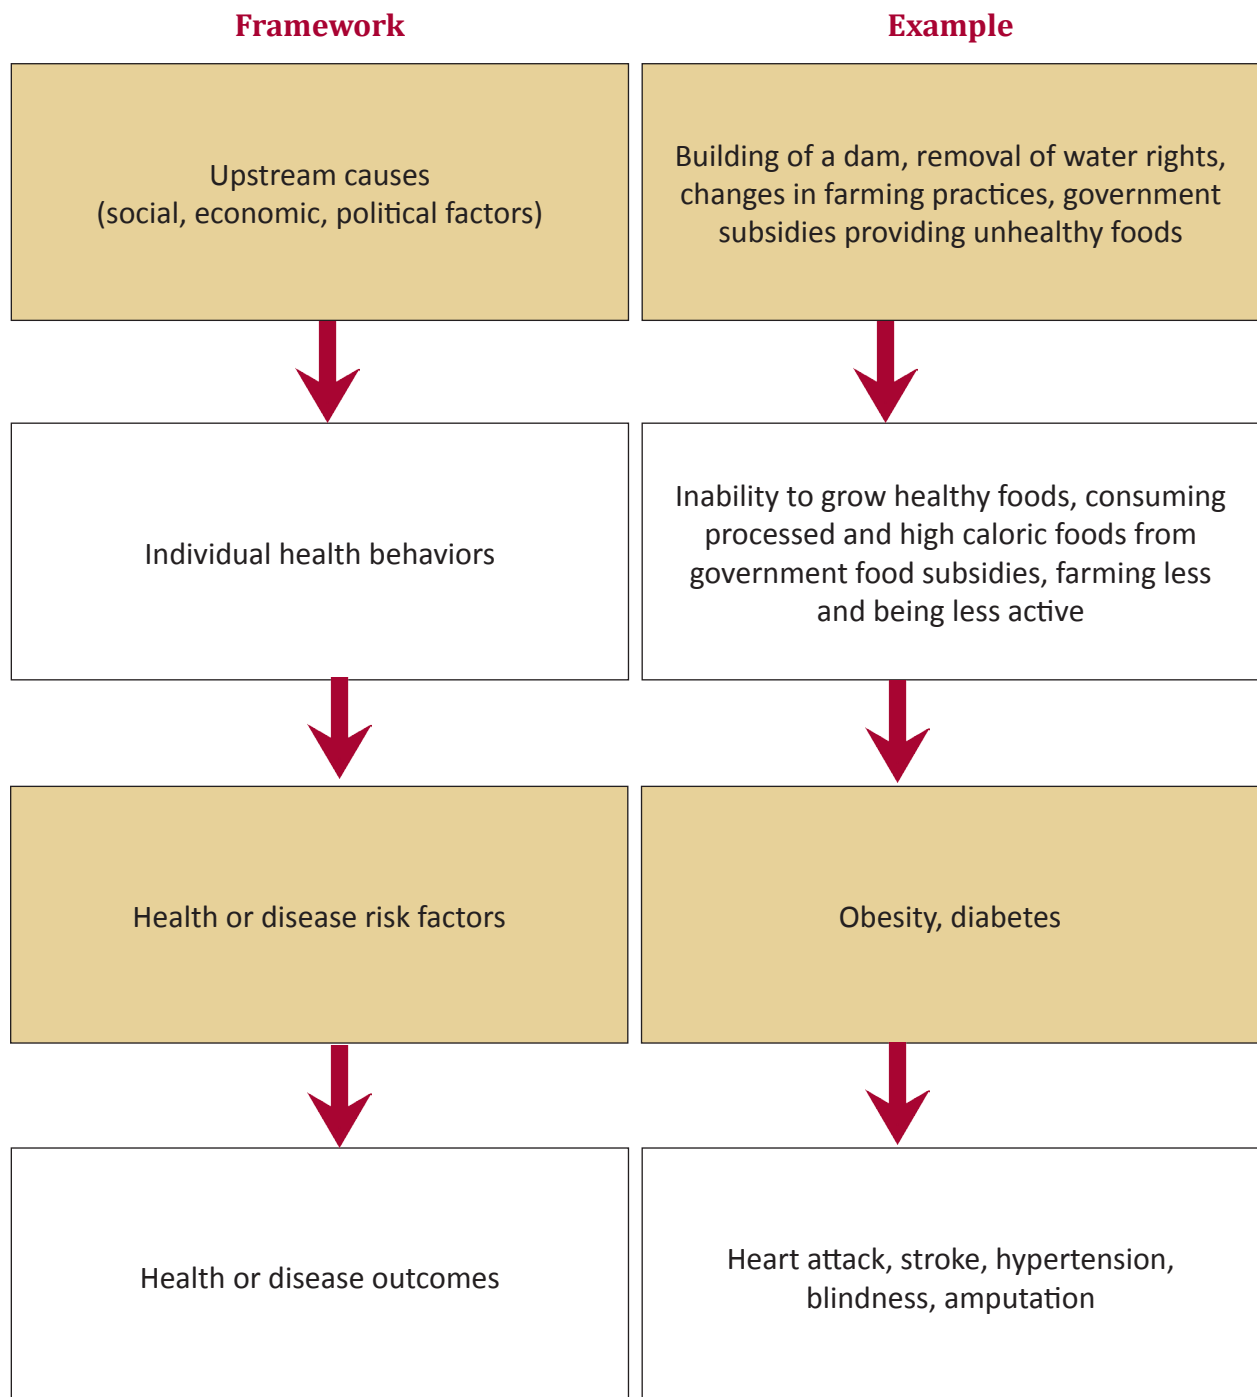 Framework
Example
Upstream causes
(social, economic, political factors)
Building of a dam, removal of water rights,
changes in farming practices, government
subsidies providing unhealthy foods
Individual health behaviors
Inability to grow healthy foods, consuming
processed and high caloric foods from
government food subsidies, farming less
and being less active
Health or disease risk factors
Obesity, diabetes
Health or disease outcomes
Heart attack, stroke, hypertension,
blindness, amputation